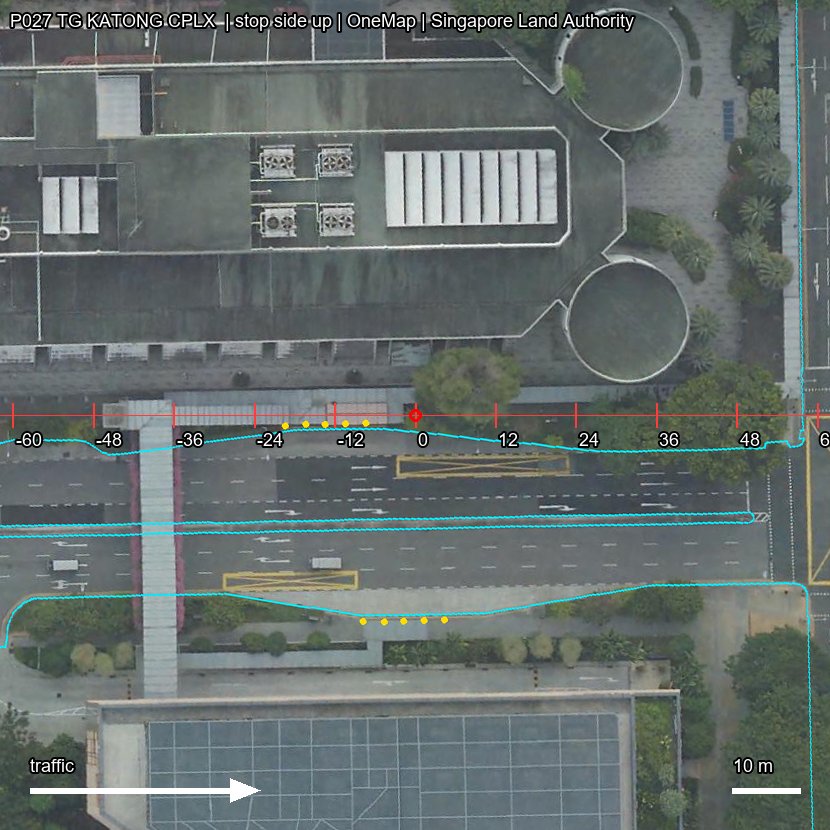 P027 TG KATONG CPLX | stop side up | OneMap | Singapore Land Authority
-60 -48 -36 -24 -12 0 12 24 36 48 6
traffic
10 m